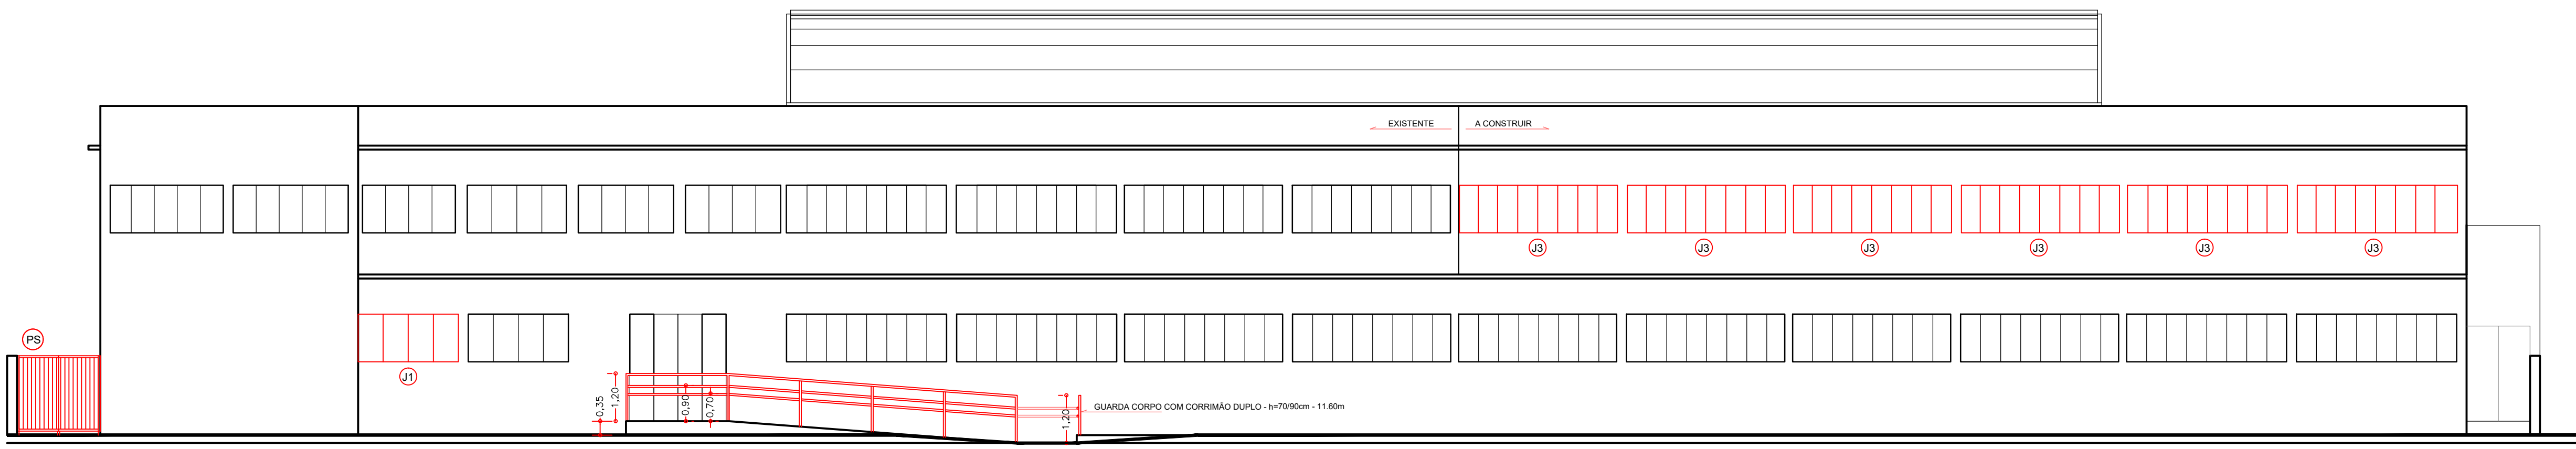 EXISTENTE
A CONSTRUIR
J3
J3
J3
J3
J3
J3
PS
J1
0,35
1,20
0,90
0,70
1,20
GUARDA CORPO COM CORRIMÃO DUPLO - h=70/90cm - 11.60m